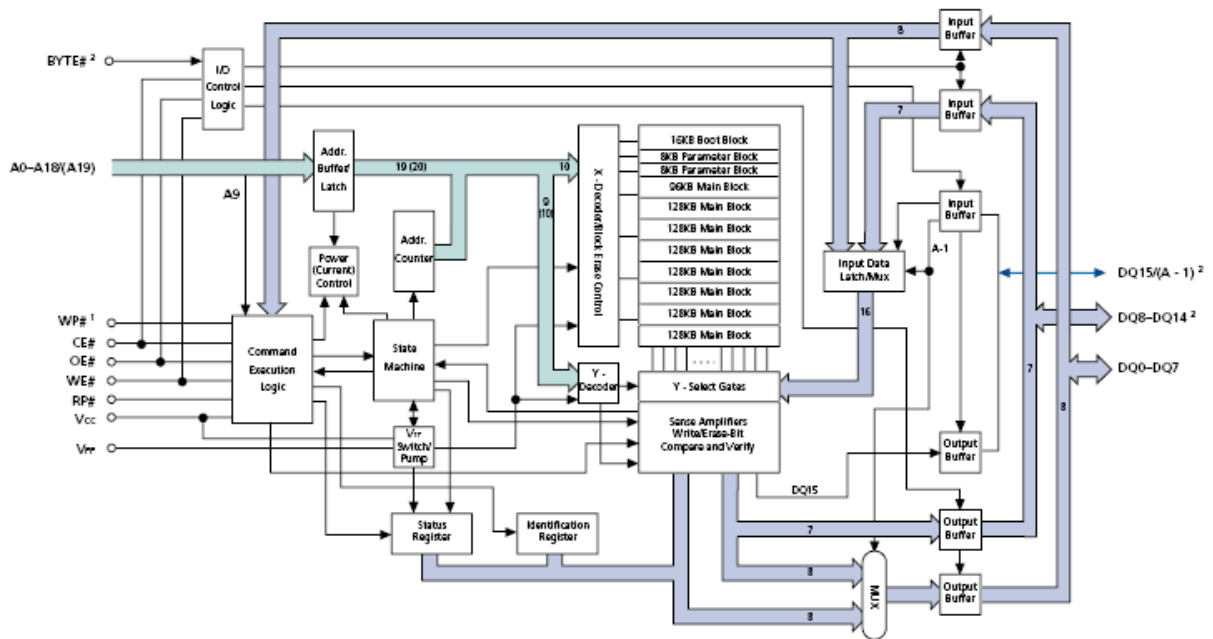 BYTE# 2
I/O
Control
Logic
8
Input
Buffer
7
Input
Buffer
A0–A18/(A19)
A9
Addr.
Buffer/
Latch
19 (20)
10
9
(10)
X - Decoder/Block Erase Control
16KB Boot Block
8KB Parameter Block
8KB Parameter Block
96KB Main Block
128KB Main Block
128KB Main Block
128KB Main Block
128KB Main Block
128KB Main Block
128KB Main Block
128KB Main Block
Input
Buffer
A-1
Addr.
Counter
Power
(Current)
Control
Input Data
Latch/Mux
16
DQ15/(A - 1) 2
DQ8–DQ14 2
DQ0–DQ7
WP# 1
CE#
OE#
WE#
RP#
VCC
VPP
Command
Execution
Logic
State
Machine
VPP
Switch/
Pump
Y -
Decoder
....
Y - Select Gates
Sense Amplifiers
Write/Erase-Bit
Compare and Verify
7
8
Output
Buffer
DQ15
Status
Register
Identification
Register
7
Output
Buffer
8
8
MUX
Output
Buffer